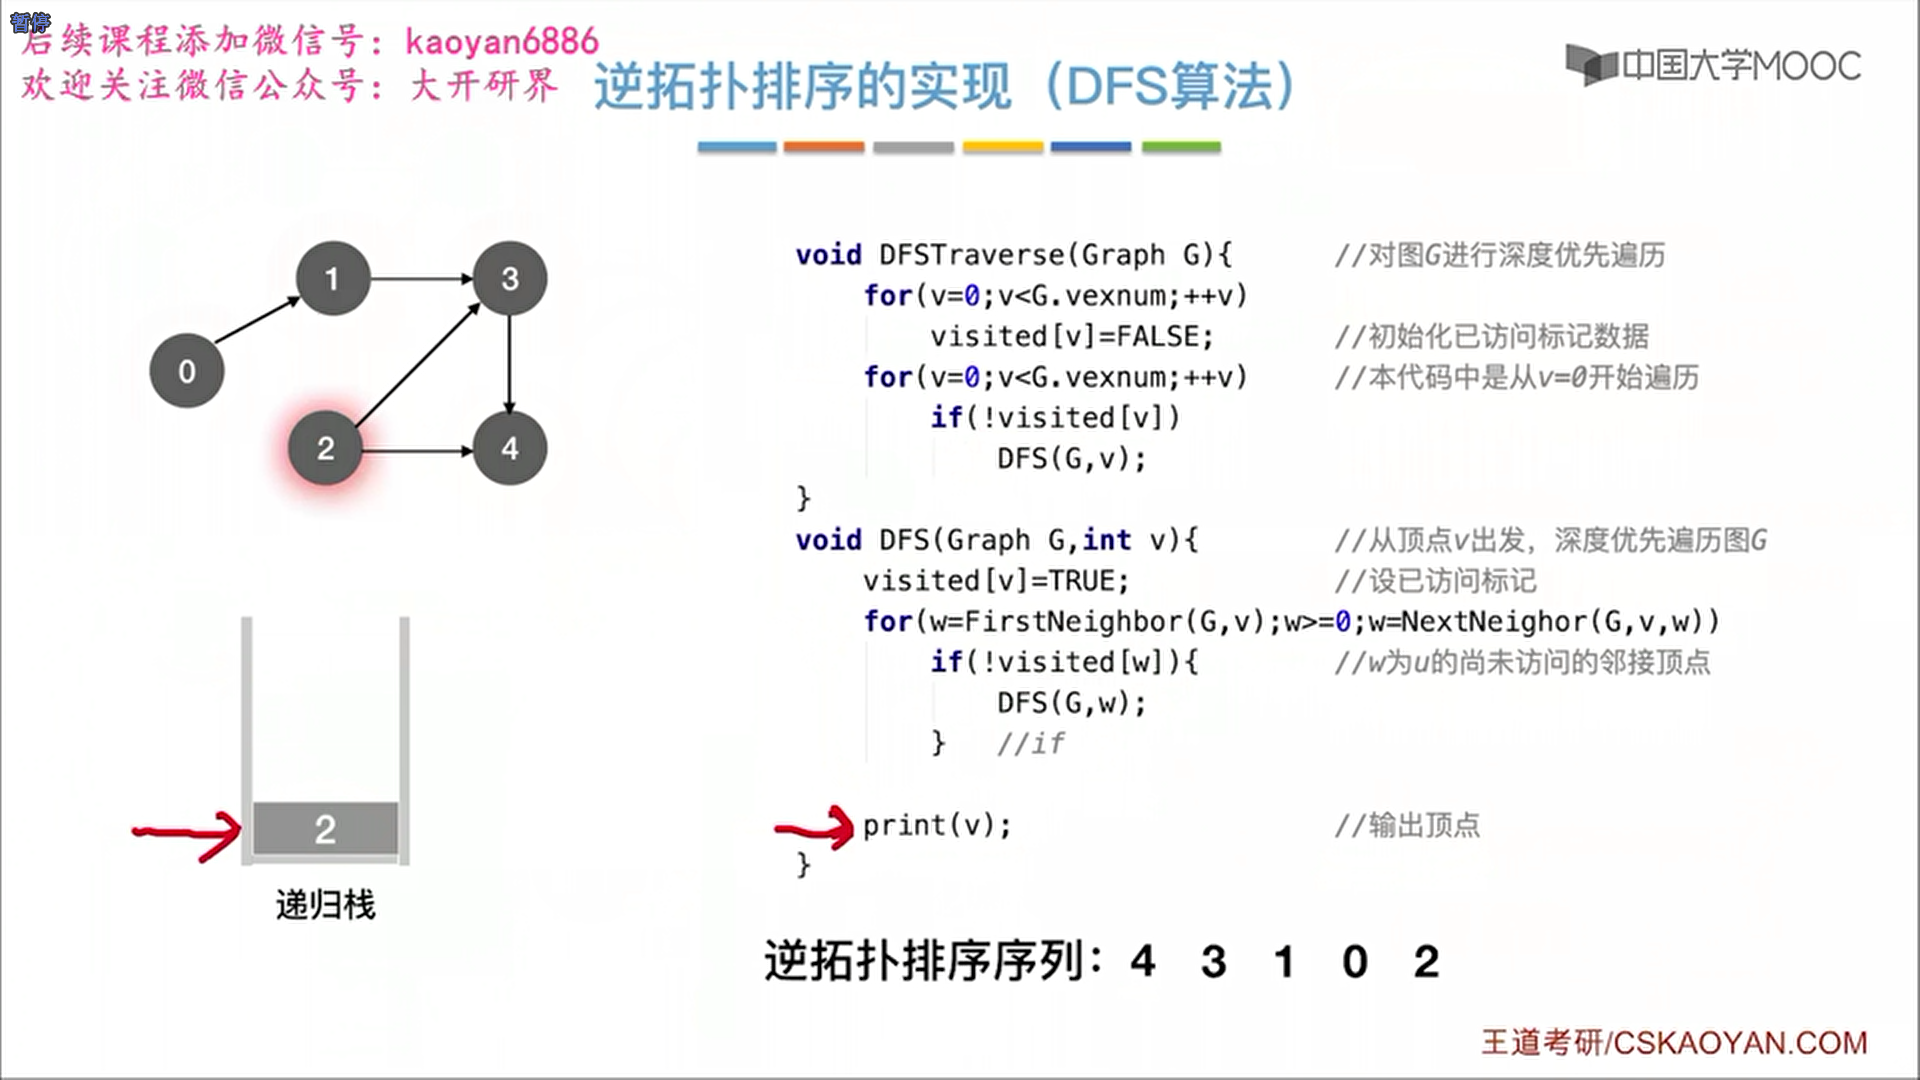 暂停
后续课程添加微信号：kaoyan6886
欢迎关注微信公众号：大开研界
中国大学MOOC
逆拓扑排序的实现（DFS算法）
1
3
0
2
4
void DFSTraverse(Graph G){ //对图G进行深度优先遍历
for(v=0;v<G.vexnum;++v)
visited[v]=FALSE; //初始化已访问标记数据
for(v=0;v<G.vexnum;++v) //本代码中是从v=0开始遍历
if(!visited[v])
DFS(G,v);
}
void DFS(Graph G,int v){ //从顶点v出发，深度优先遍历图G
visited[v]=TRUE; //设已访问标记
for(w=FirstNeighbor(G,v);w>=0;w=NextNeighor(G,v,w))
if(!visited[w]){ //w为u的尚未访问的邻接顶点
DFS(G,w);
} //if
print(v); //输出顶点
}
2
递归栈
逆拓扑排序序列：4 3 1 0 2
王道考研/CSKAOYAN.COM